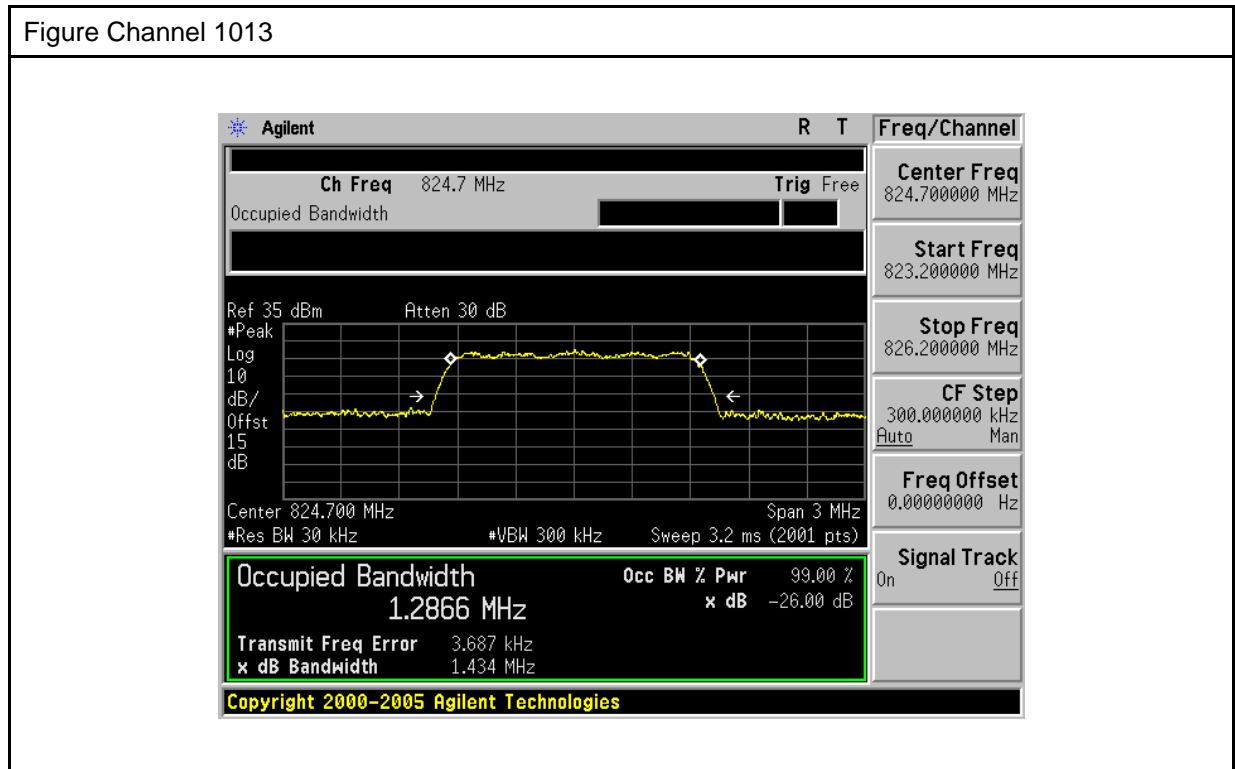 Figure Channel 1013
Agilent R T Freq/Channel
Ch Freq 824.7 MHz Trig Free
Occupied Bandwidth
Center Freq
824.700000 MHz
Start Freq
823.200000 MHz
Stop Freq
826.200000 MHz
CF Step
300.000000 kHz
Auto Man
Freq Offset
0.00000000 Hz
Signal Track
On Off
Ref 35 dBm Atten 30 dB
#Peak
Log
10
dB/
Offst
15
dB
Center 824.700 MHz Span 3 MHz
#Res BW 30 kHz #VBW 300 kHz Sweep 3.2 ms (2001 pts)
Occupied Bandwidth Occ BW % Pwr 99.00 %
1.2866 MHz x dB -26.00 dB
Transmit Freq Error 3.687 kHz
x dB Bandwidth 1.434 MHz
Copyright 2000-2005 Agilent Technologies